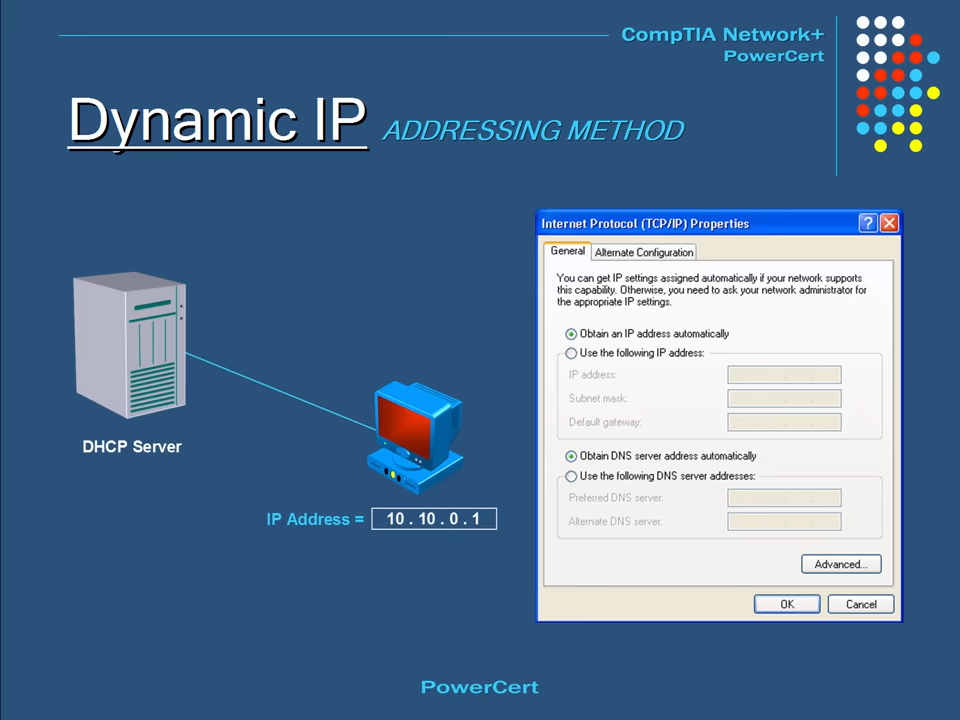 CompTIA Network+
PowerCert
Dynamic IP ADDRESSING METHOD
DHCP Server
IP Address = 10 . 10 . 0 . 1
Internet Protocol (TCP/IP) Properties
?
General Alternate Configuration
You can get IP settings assigned automatically if your network supports
this capability. Otherwise, you need to ask your network administrator for
the appropriate IP settings.
Obtain an IP address automatically
Use the following IP address:
IP address:
Subnet mask:
Default gateway:
Obtain DNS server address automatically
Use the following DNS server addresses:
Preferred DNS server:
Alternate DNS server:
Advanced...
OK Cancel
PowerCert